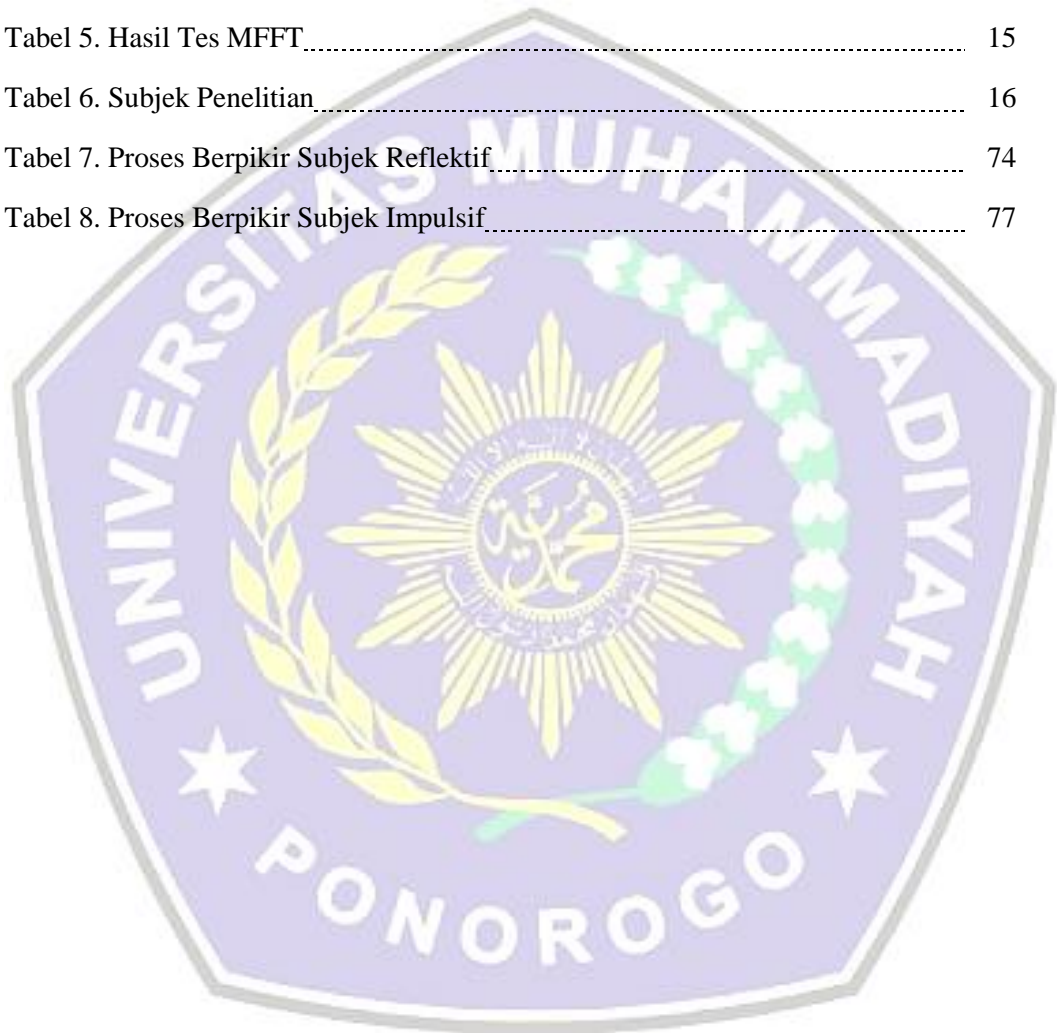 Tabel 5. Hasil Tes MFFT 15
Tabel 6. Subjek Penelitian 16
Tabel 7. Proses Berpikir Subjek Reflektif 74
Tabel 8. Proses Berpikir Subjek Impulsif 77
UNIVERSITAS MUHAMMADIYAH
PONOROGO